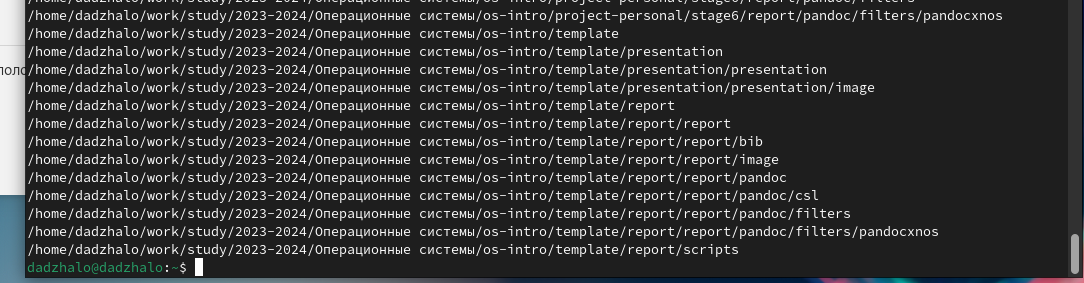 /home/dadzhalo/work/study/2023-2024/Операционные системы/os-intro/project-personal/stage6/report/pandoc/filters
/home/dadzhalo/work/study/2023-2024/Операционные системы/os-intro/project-personal/stage6/report/pandoc/filters/pandocxnos
/home/dadzhalo/work/study/2023-2024/Операционные системы/os-intro/template
/home/dadzhalo/work/study/2023-2024/Операционные системы/os-intro/template/presentation
/home/dadzhalo/work/study/2023-2024/Операционные системы/os-intro/template/presentation/presentation
/home/dadzhalo/work/study/2023-2024/Операционные системы/os-intro/template/presentation/presentation/image
/home/dadzhalo/work/study/2023-2024/Операционные системы/os-intro/template/report
/home/dadzhalo/work/study/2023-2024/Операционные системы/os-intro/template/report/report
/home/dadzhalo/work/study/2023-2024/Операционные системы/os-intro/template/report/report/bib
/home/dadzhalo/work/study/2023-2024/Операционные системы/os-intro/template/report/report/image
/home/dadzhalo/work/study/2023-2024/Операционные системы/os-intro/template/report/report/pandoc
/home/dadzhalo/work/study/2023-2024/Операционные системы/os-intro/template/report/report/pandoc/csl
/home/dadzhalo/work/study/2023-2024/Операционные системы/os-intro/template/report/report/pandoc/filters
/home/dadzhalo/work/study/2023-2024/Операционные системы/os-intro/template/report/report/pandoc/filters/pandocxnos
/home/dadzhalo/work/study/2023-2024/Операционные системы/os-intro/template/report/scripts
dadzhalo@dadzhalo:~$